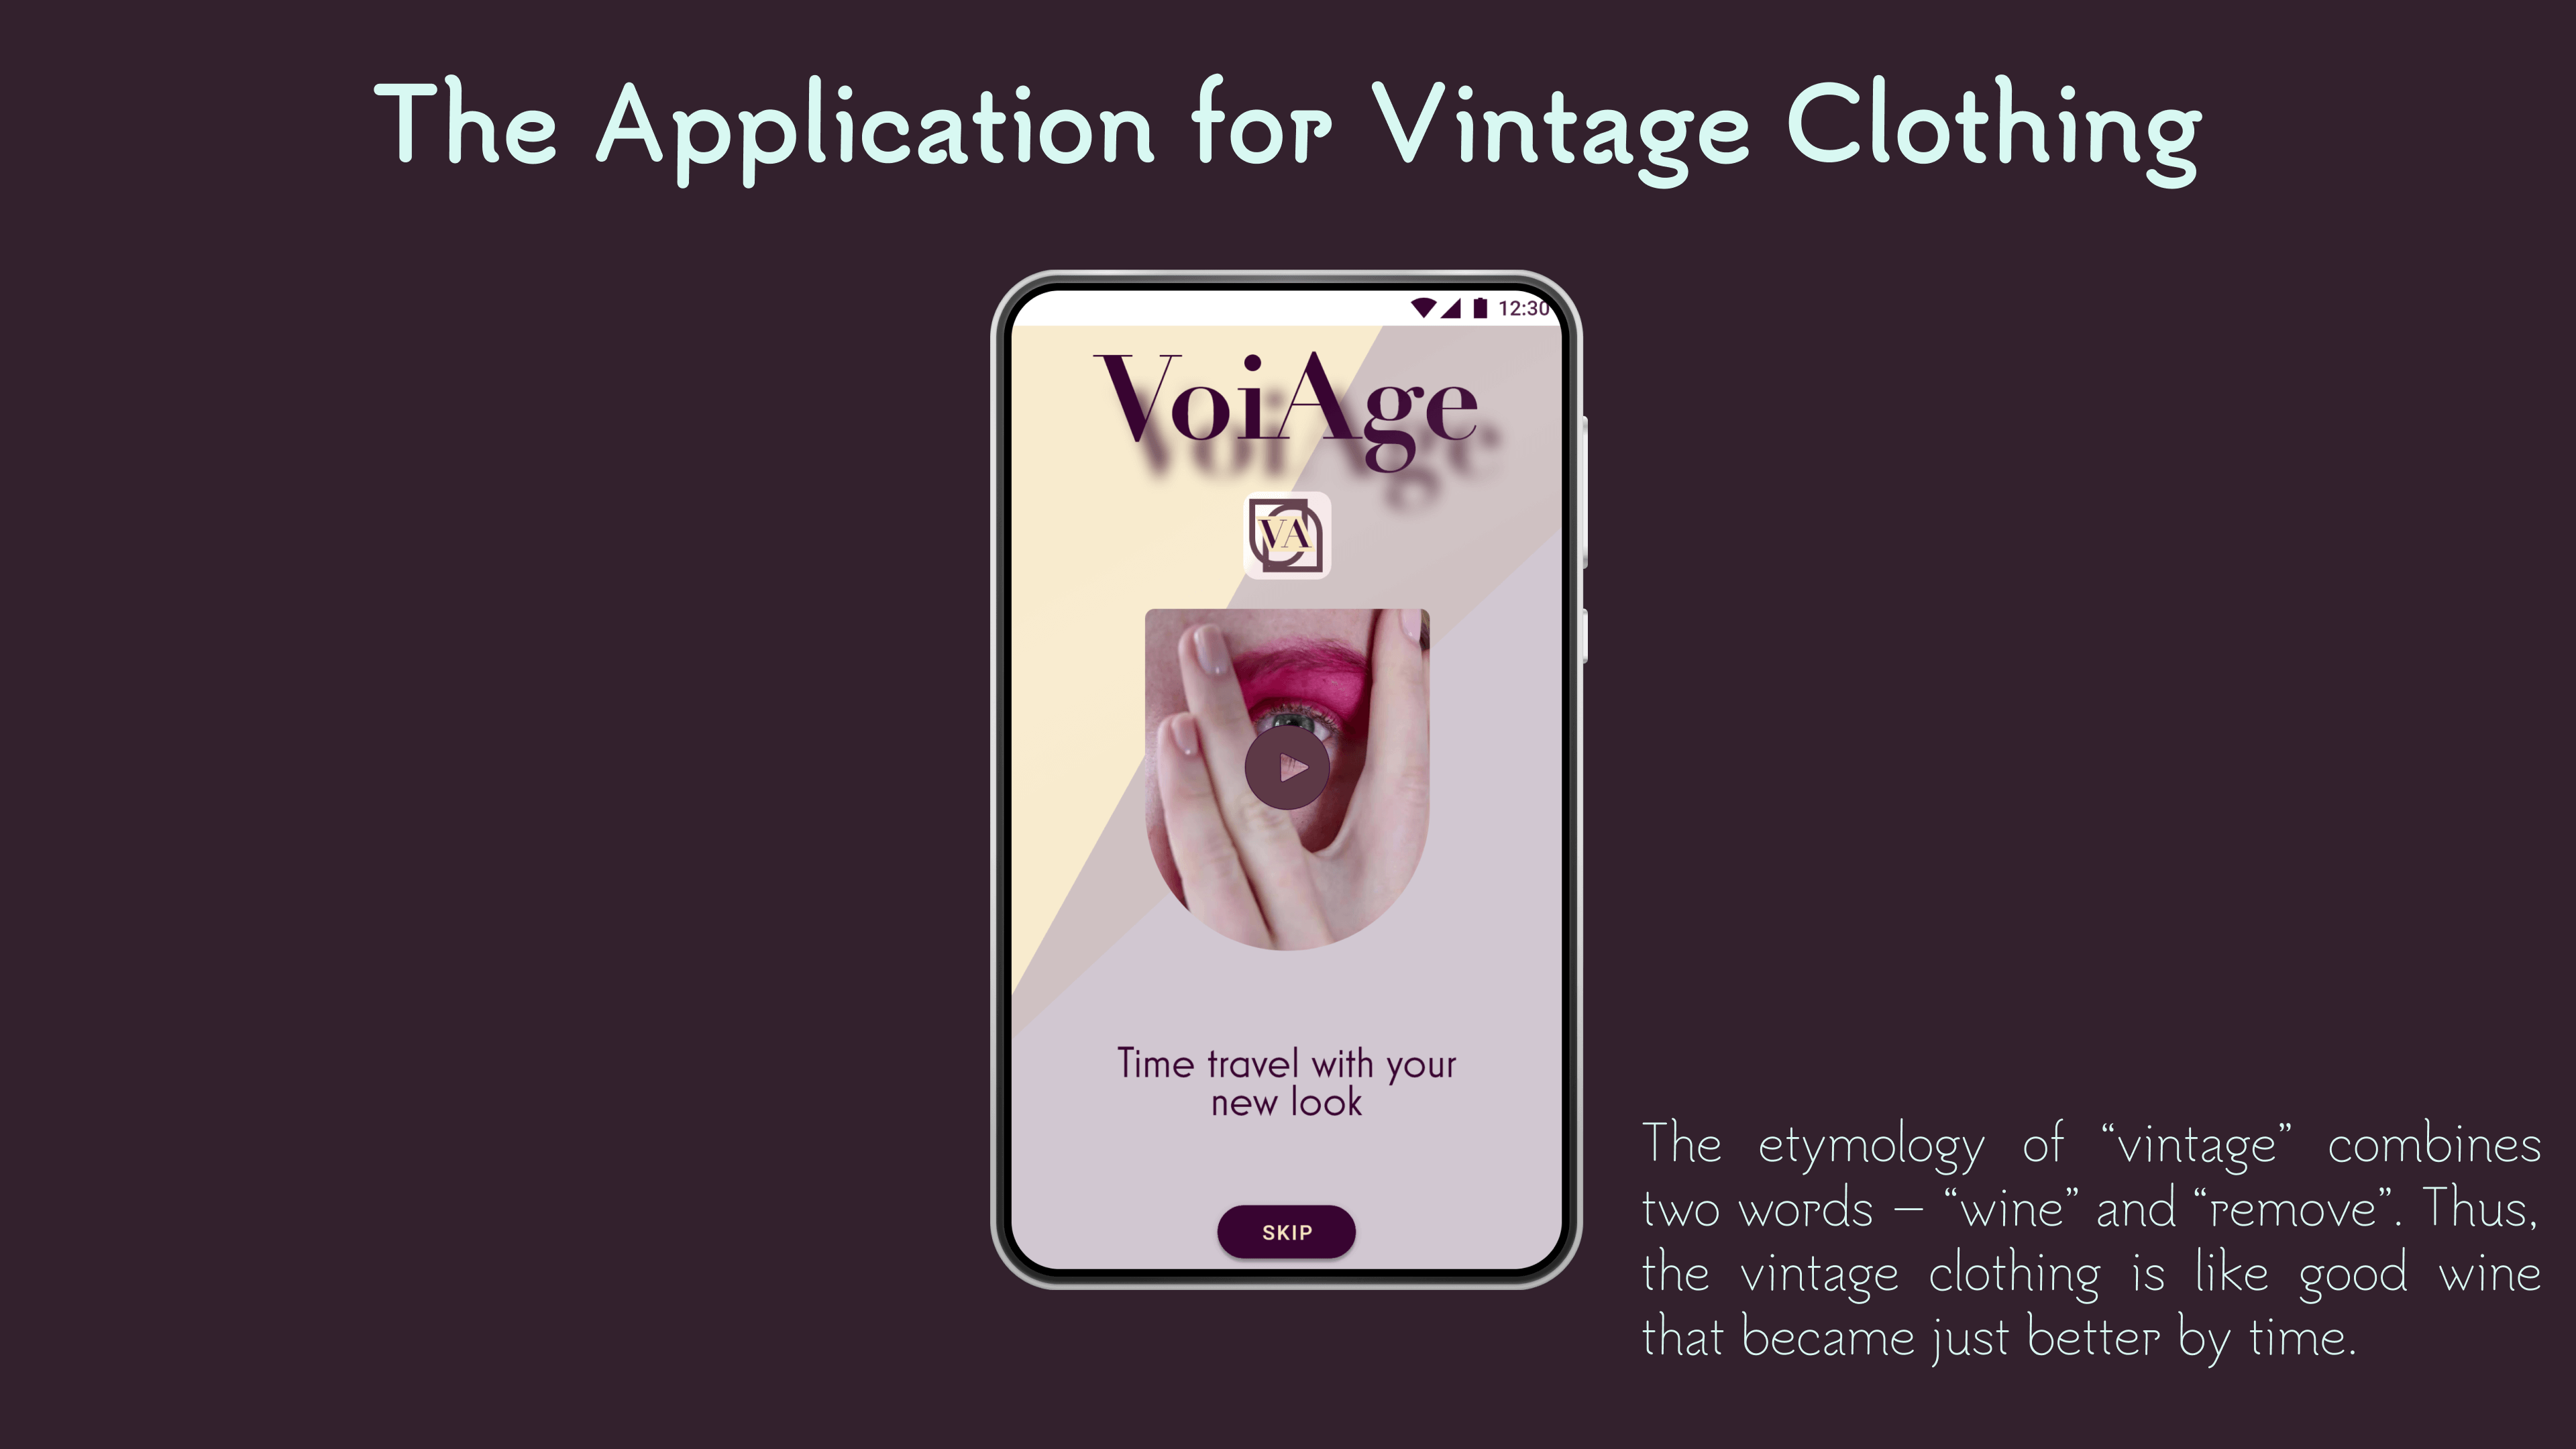 The Application for Vintage Clothing
12:30
VoiAge
VA
Time travel with your
new look
SKIP
The etymology of “vintage” combines
two words – “wine” and “remove”. Thus,
the vintage clothing is like good wine
that became just better by time.